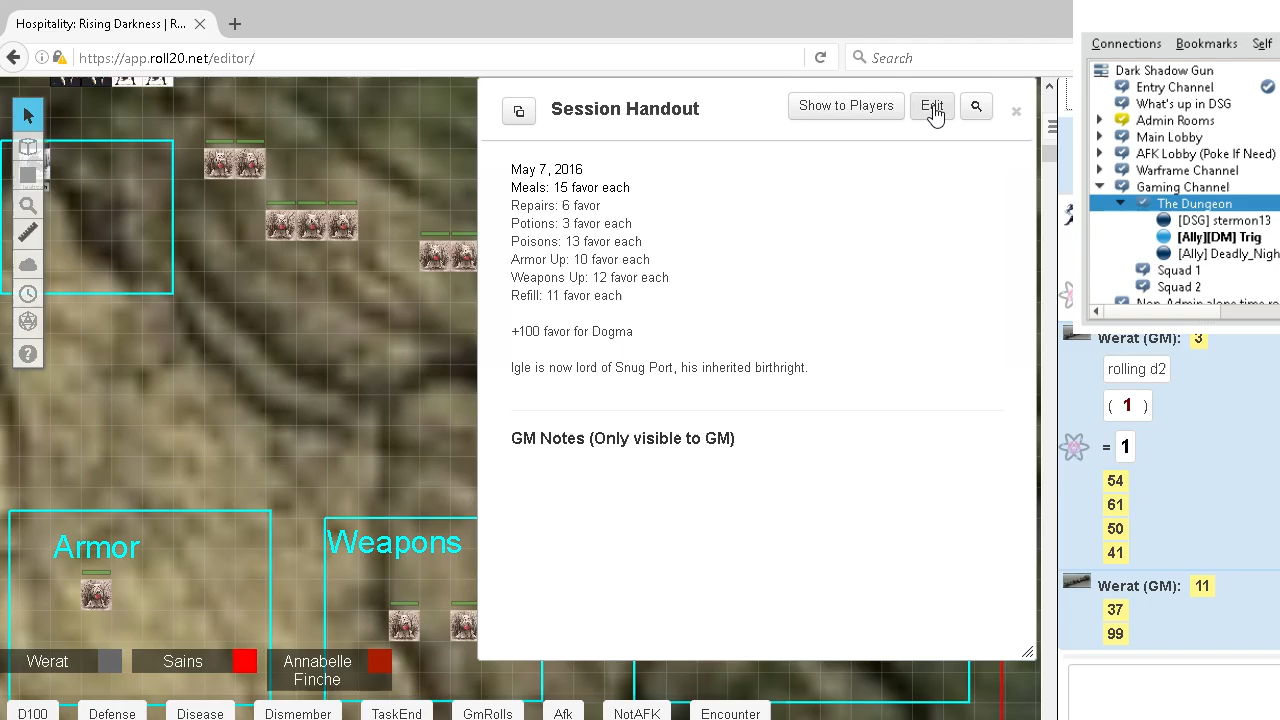 Hospitality: Rising Darkness | R...
https://app.roll20.net/editor/
Search
Session Handout
Show to Players
Edit
May 7, 2016
Meals: 15 favor each
Repairs: 6 favor
Potions: 3 favor each
Poisons: 13 favor each
Armor Up: 10 favor each
Weapons Up: 12 favor each
Refill: 11 favor each
+100 favor for Dogma
Igle is now lord of Snug Port, his inherited birthright.
GM Notes (Only visible to GM)
Armor
Weapons
Werat
Sains
Annabelle
Finche
D100
Defense
Disease
Dismember
TaskEnd
GmRolls
Afk
NotAFK
Encounter
Connections Bookmarks Self
Dark Shadow Gun
Entry Channel
What's up in DSG
Admin Rooms
Main Lobby
AFK Lobby (Poke If Need)
Warframe Channel
Gaming Channel
The Dungeon
[DSG] stermon13
[Ally][DM] Trig
[Ally] Deadly_Nigh
Squad 1
Squad 2
Werat (GM): 3
rolling d2
( 1 )
= 1
54
61
50
41
Werat (GM): 11
37
99